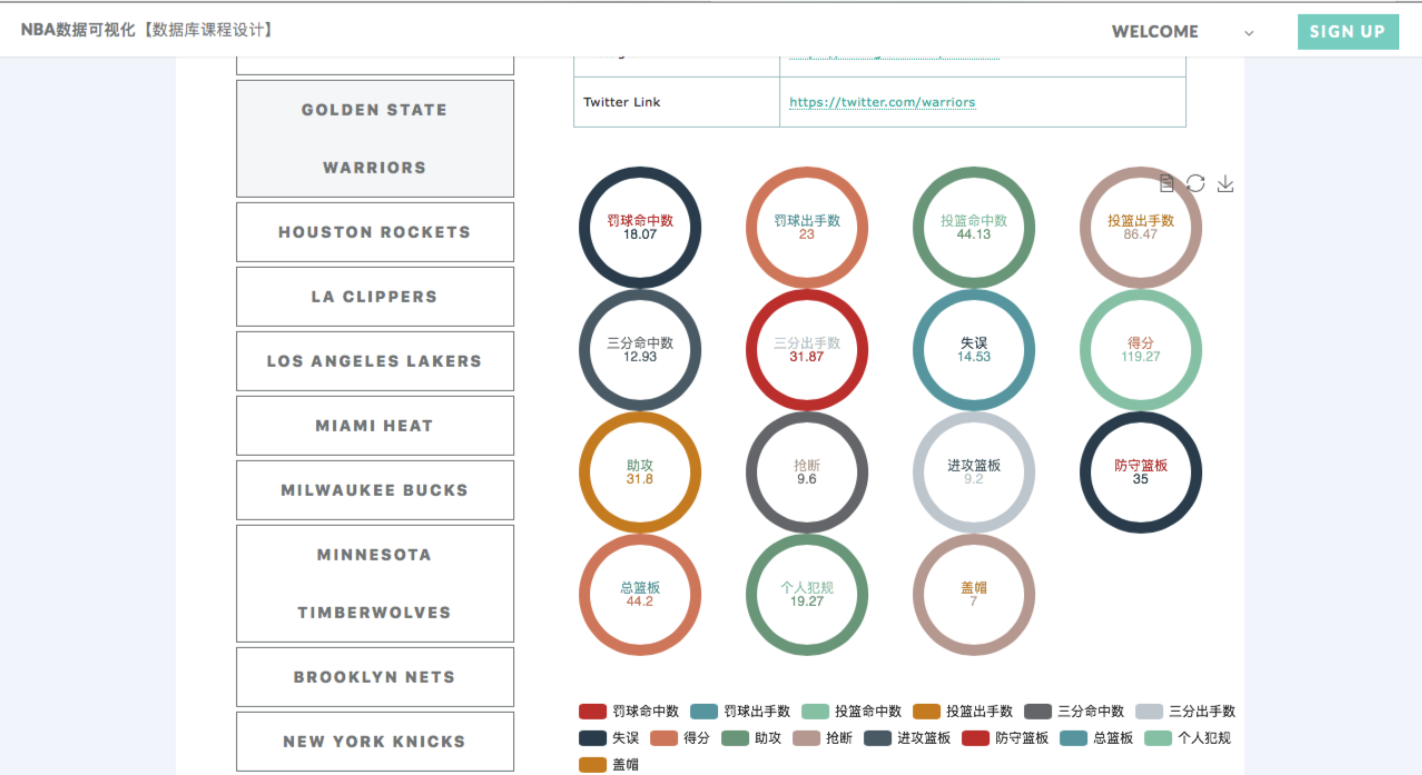 NBA数据可视化【数据库课程设计】
WELCOME
SIGN UP
GOLDEN STATE
WARRIORS
HOUSTON ROCKETS
LA CLIPPERS
LOS ANGELES LAKERS
MIAMI HEAT
MILWAUKEE BUCKS
MINNESOTA
TIMBERWOLVES
BROOKLYN NETS
NEW YORK KNICKS
Twitter Link
https://twitter.com/warriors
罚球命中数
18.07
罚球出手数
23
投篮命中数
44.13
投篮出手数
86.47
三分命中数
12.93
三分出手数
31.87
失误
14.53
得分
119.27
助攻
31.8
抢断
9.6
进攻篮板
9.2
防守篮板
35
总篮板
44.2
个人犯规
19.27
盖帽
7
罚球命中数 罚球出手数 投篮命中数 投篮出手数 三分命中数 三分出手数
失误 得分 助攻 抢断 进攻篮板 防守篮板 总篮板 个人犯规
盖帽